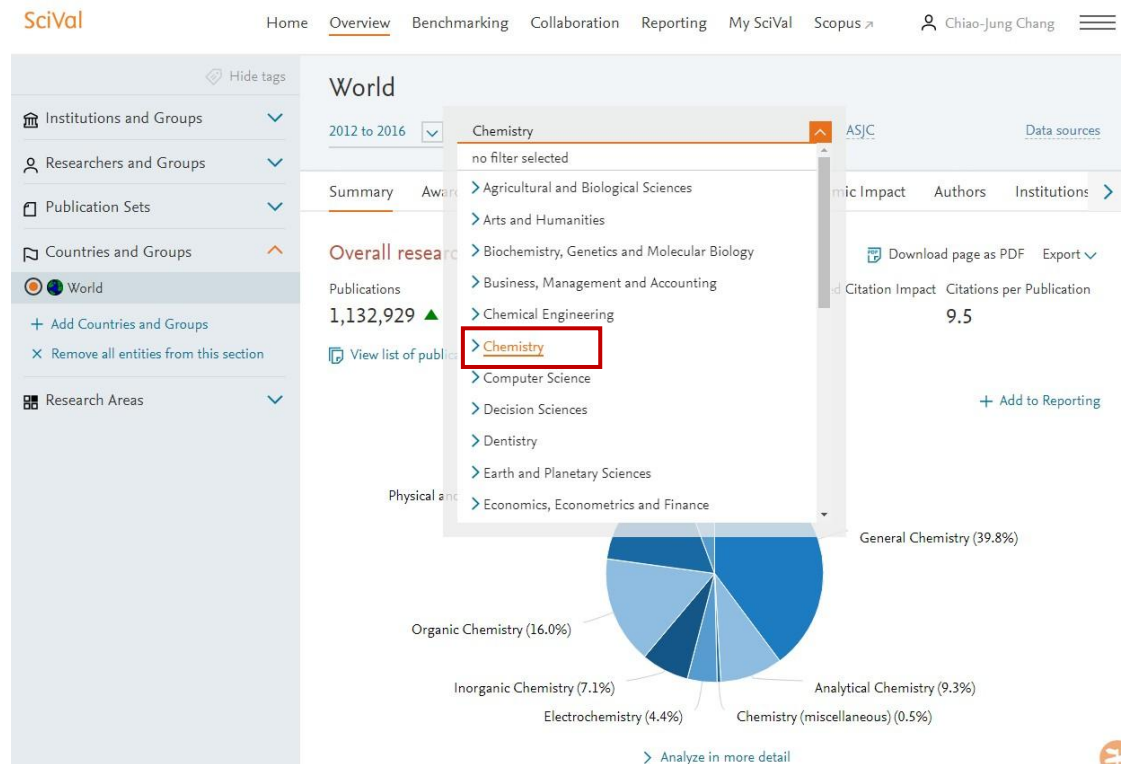 SciVal
Home Overview Benchmarking Collaboration Reporting My SciVal Scopus Chiao-Jung Chang
Hide tags
Institutions and Groups
Researchers and Groups
Publication Sets
Countries and Groups
World
+ Add Countries and Groups
× Remove all entities from this section
Research Areas
World
2012 to 2016
Chemistry
ASJC
Data sources
no filter selected
Agricultural and Biological Sciences
Arts and Humanities
Biochemistry, Genetics and Molecular Biology
Business, Management and Accounting
Chemical Engineering
Chemistry
Computer Science
Decision Sciences
Dentistry
Earth and Planetary Sciences
Economics, Econometrics and Finance
Summary
Impact Authors Institutions
Overall
Download page as PDF Export
Publications
Citation Impact Citations per Publication
1,132,929
9.5
View list of
+ Add to Reporting
Physical
General Chemistry (39.8%)
Organic Chemistry (16.0%)
Inorganic Chemistry (7.1%)
Analytical Chemistry (9.3%)
Electrochemistry (4.4%)
Chemistry (miscellaneous) (0.5%)
Analyze in more detail